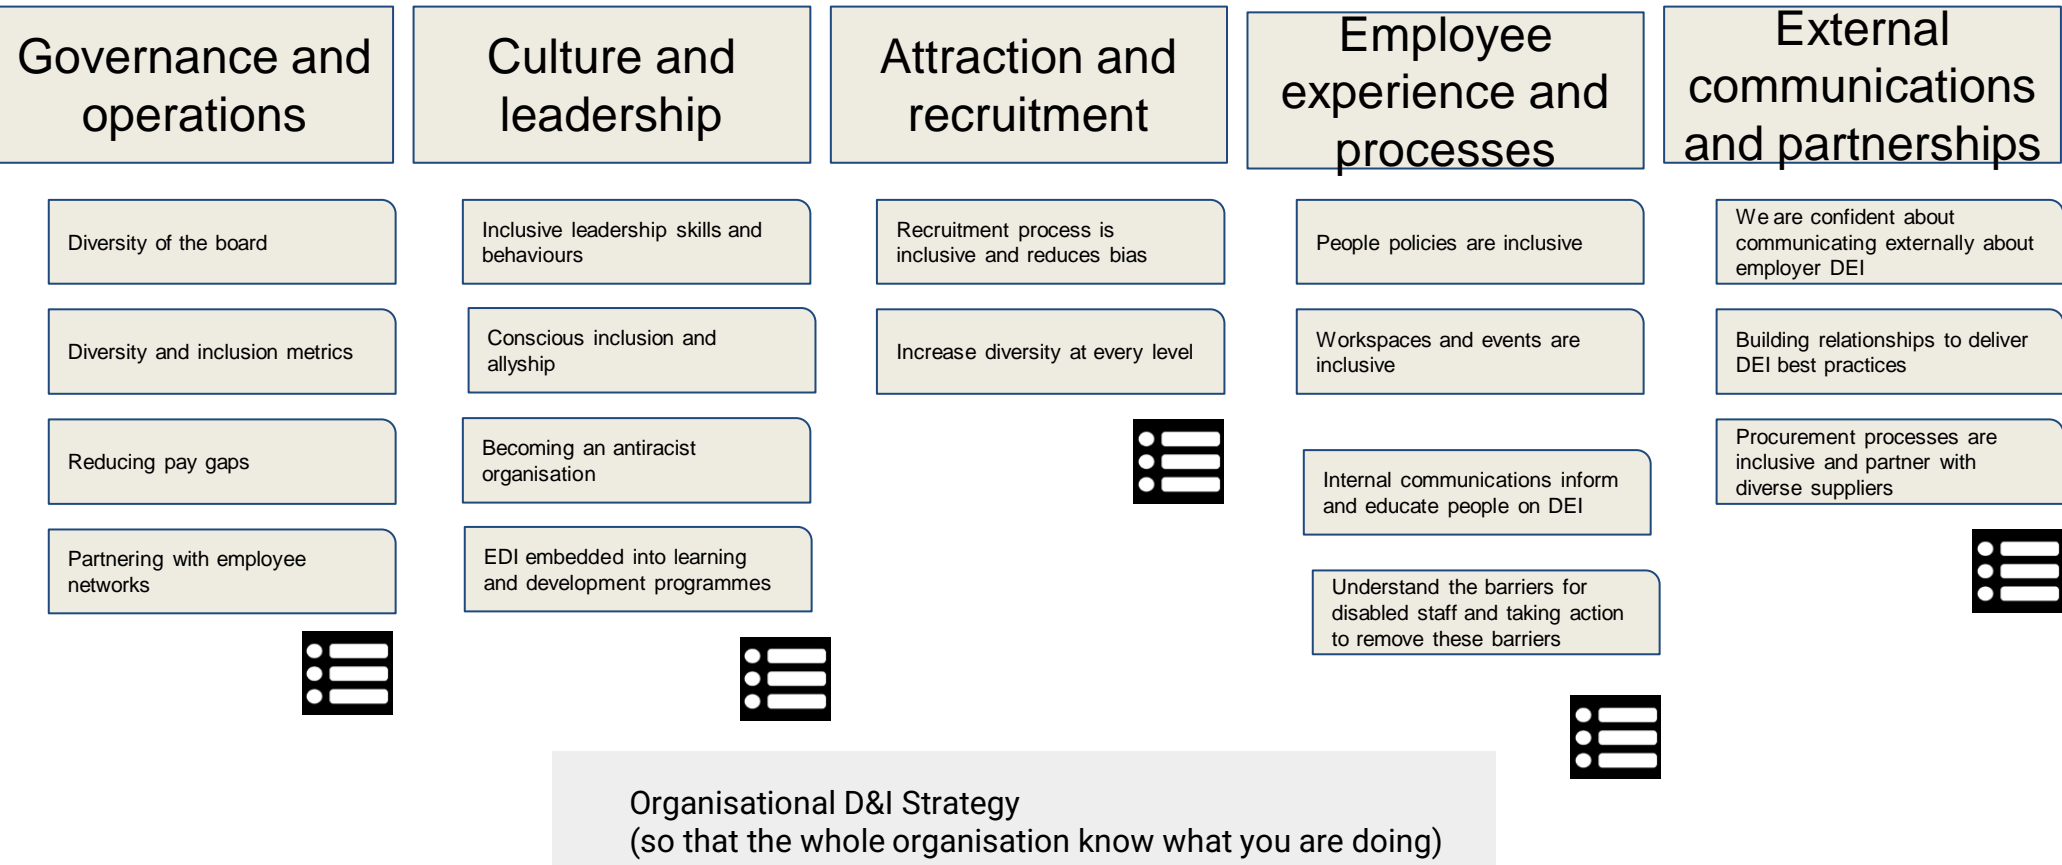 Governance and
operations
Culture and
leadership
Attraction and
recruitment
Employee
experience and
processes
External
communications
and partnerships
Diversity of the board
Diversity and inclusion metrics
Reducing pay gaps
Partnering with employee
networks
Inclusive leadership skills and
behaviours
Conscious inclusion and
allyship
Becoming an antiracist
organisation
EDI embedded into learning
and development programmes
Recruitment process is
inclusive and reduces bias
Increase diversity at every level
People policies are inclusive
Workspaces and events are
inclusive
Internal communications inform
and educate people on DEI
Understand the barriers for
disabled staff and taking action
to remove these barriers
We are confident about
communicating externally about
employer DEI
Building relationships to deliver
DEI best practices
Procurement processes are
inclusive and partner with
diverse suppliers
Organisational D&I Strategy
(so that the whole organisation know what you are doing)